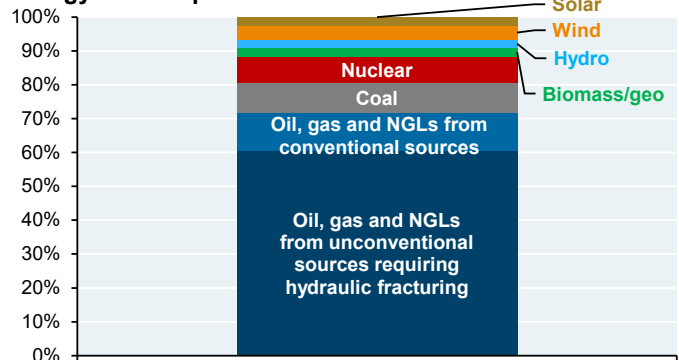 Solar
100%
90%
80%
70%
60%
50%
40%
30%
20%
10%
0%
Wind
Hydro
Biomass/geo
Nuclear
Coal
Oil, gas and NGLs from
conventional sources
Oil, gas and NGLs
from unconventional
sources requiring
hydraulic fracturing